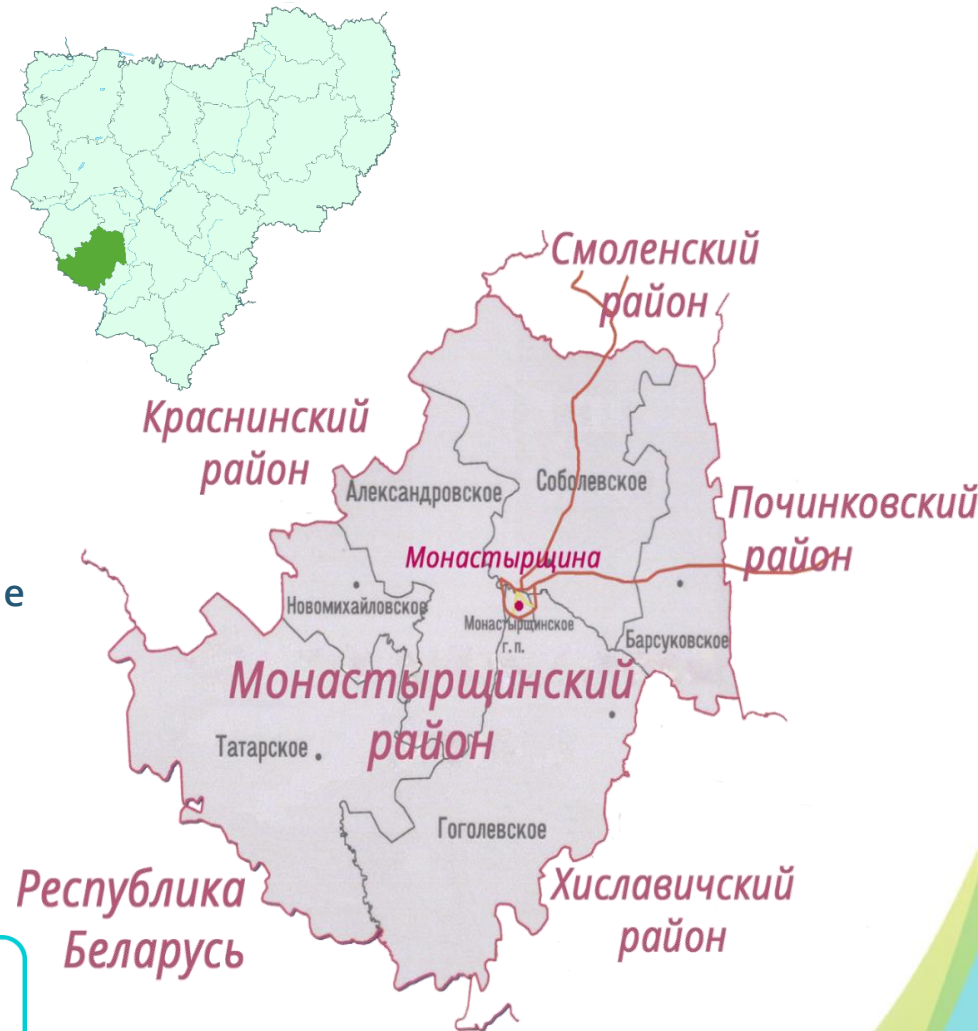 Смоленский
район
Краснинский
район
Александровское
Соболевское
Починковский
район
Монастырщина
е
Новомихайловское
Монастырщинское
г.п.
Барсуковское
Монастырщинский
район
Татарское
Гоголевское
Республика
Беларусь
Хиславичский
район